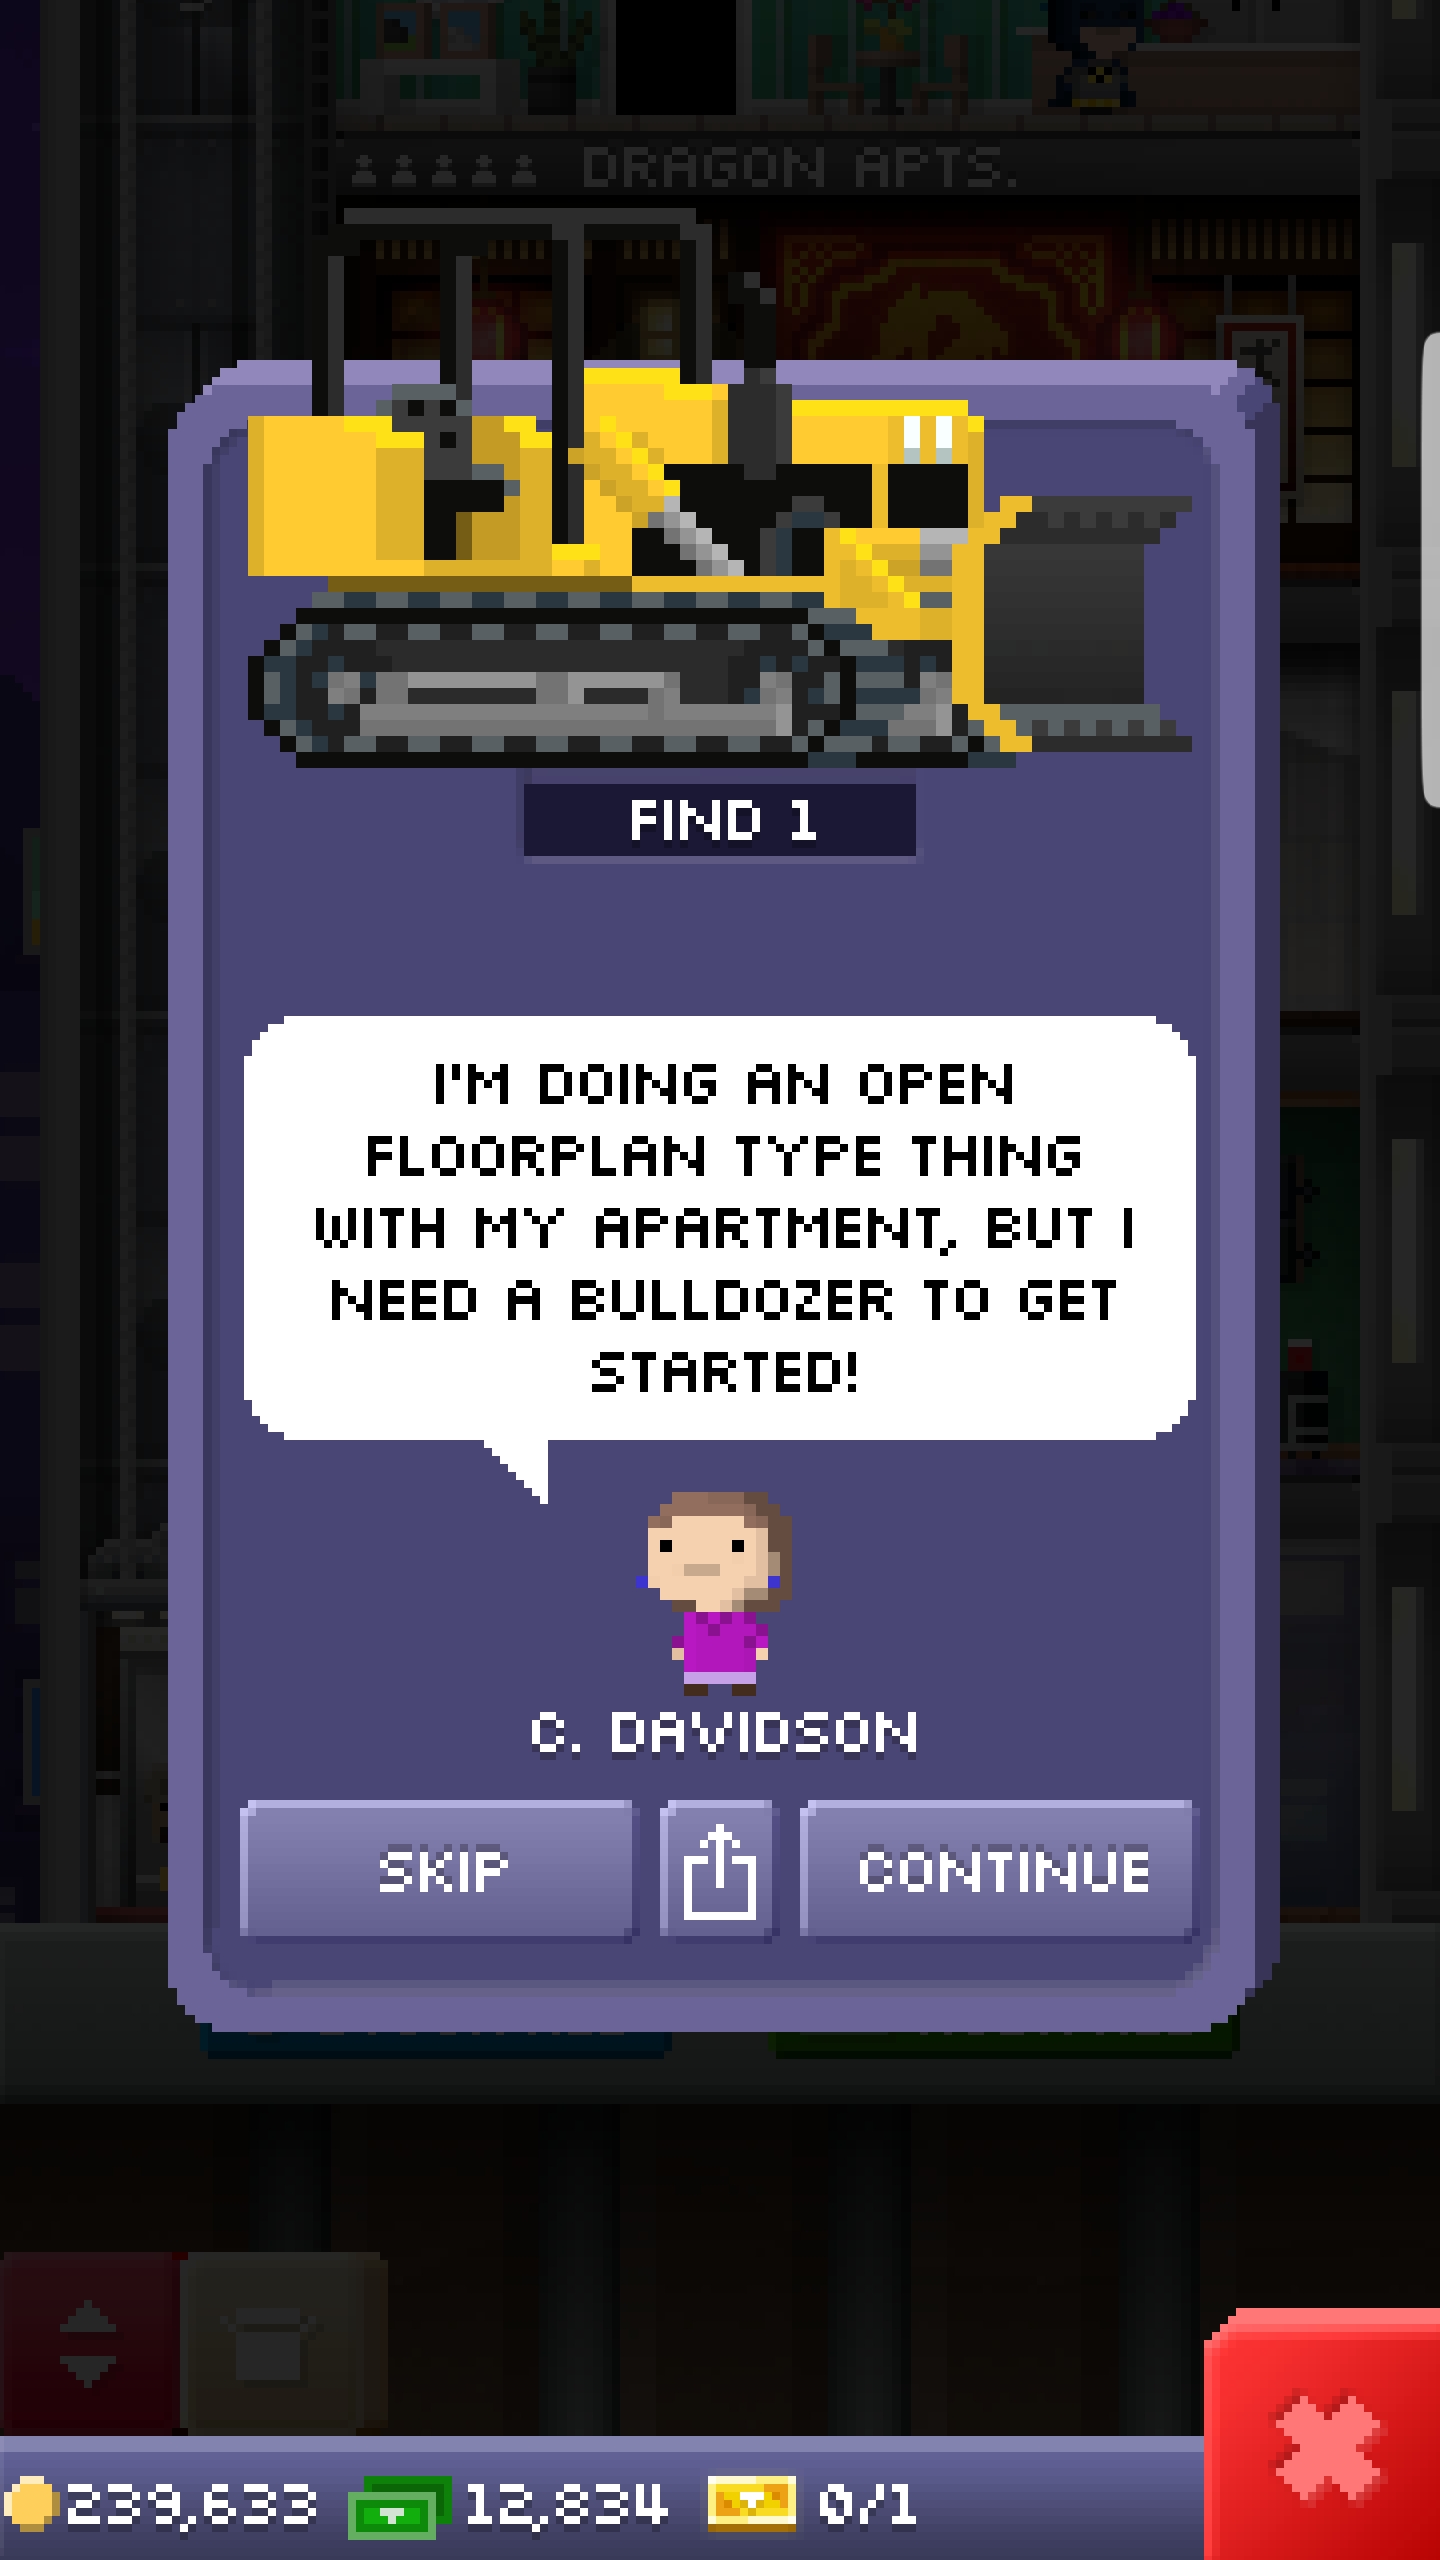 DRAGON APTS.
FIND 1
I'M DOING AN OPEN
FLOORPLAN TYPE THING
WITH MY APARTMENT, BUT I
NEED A BULLDOZER TO GET
STARTED!
C. DAVIDSON
SKIP
CONTINUE
239,633
12,834
0/1